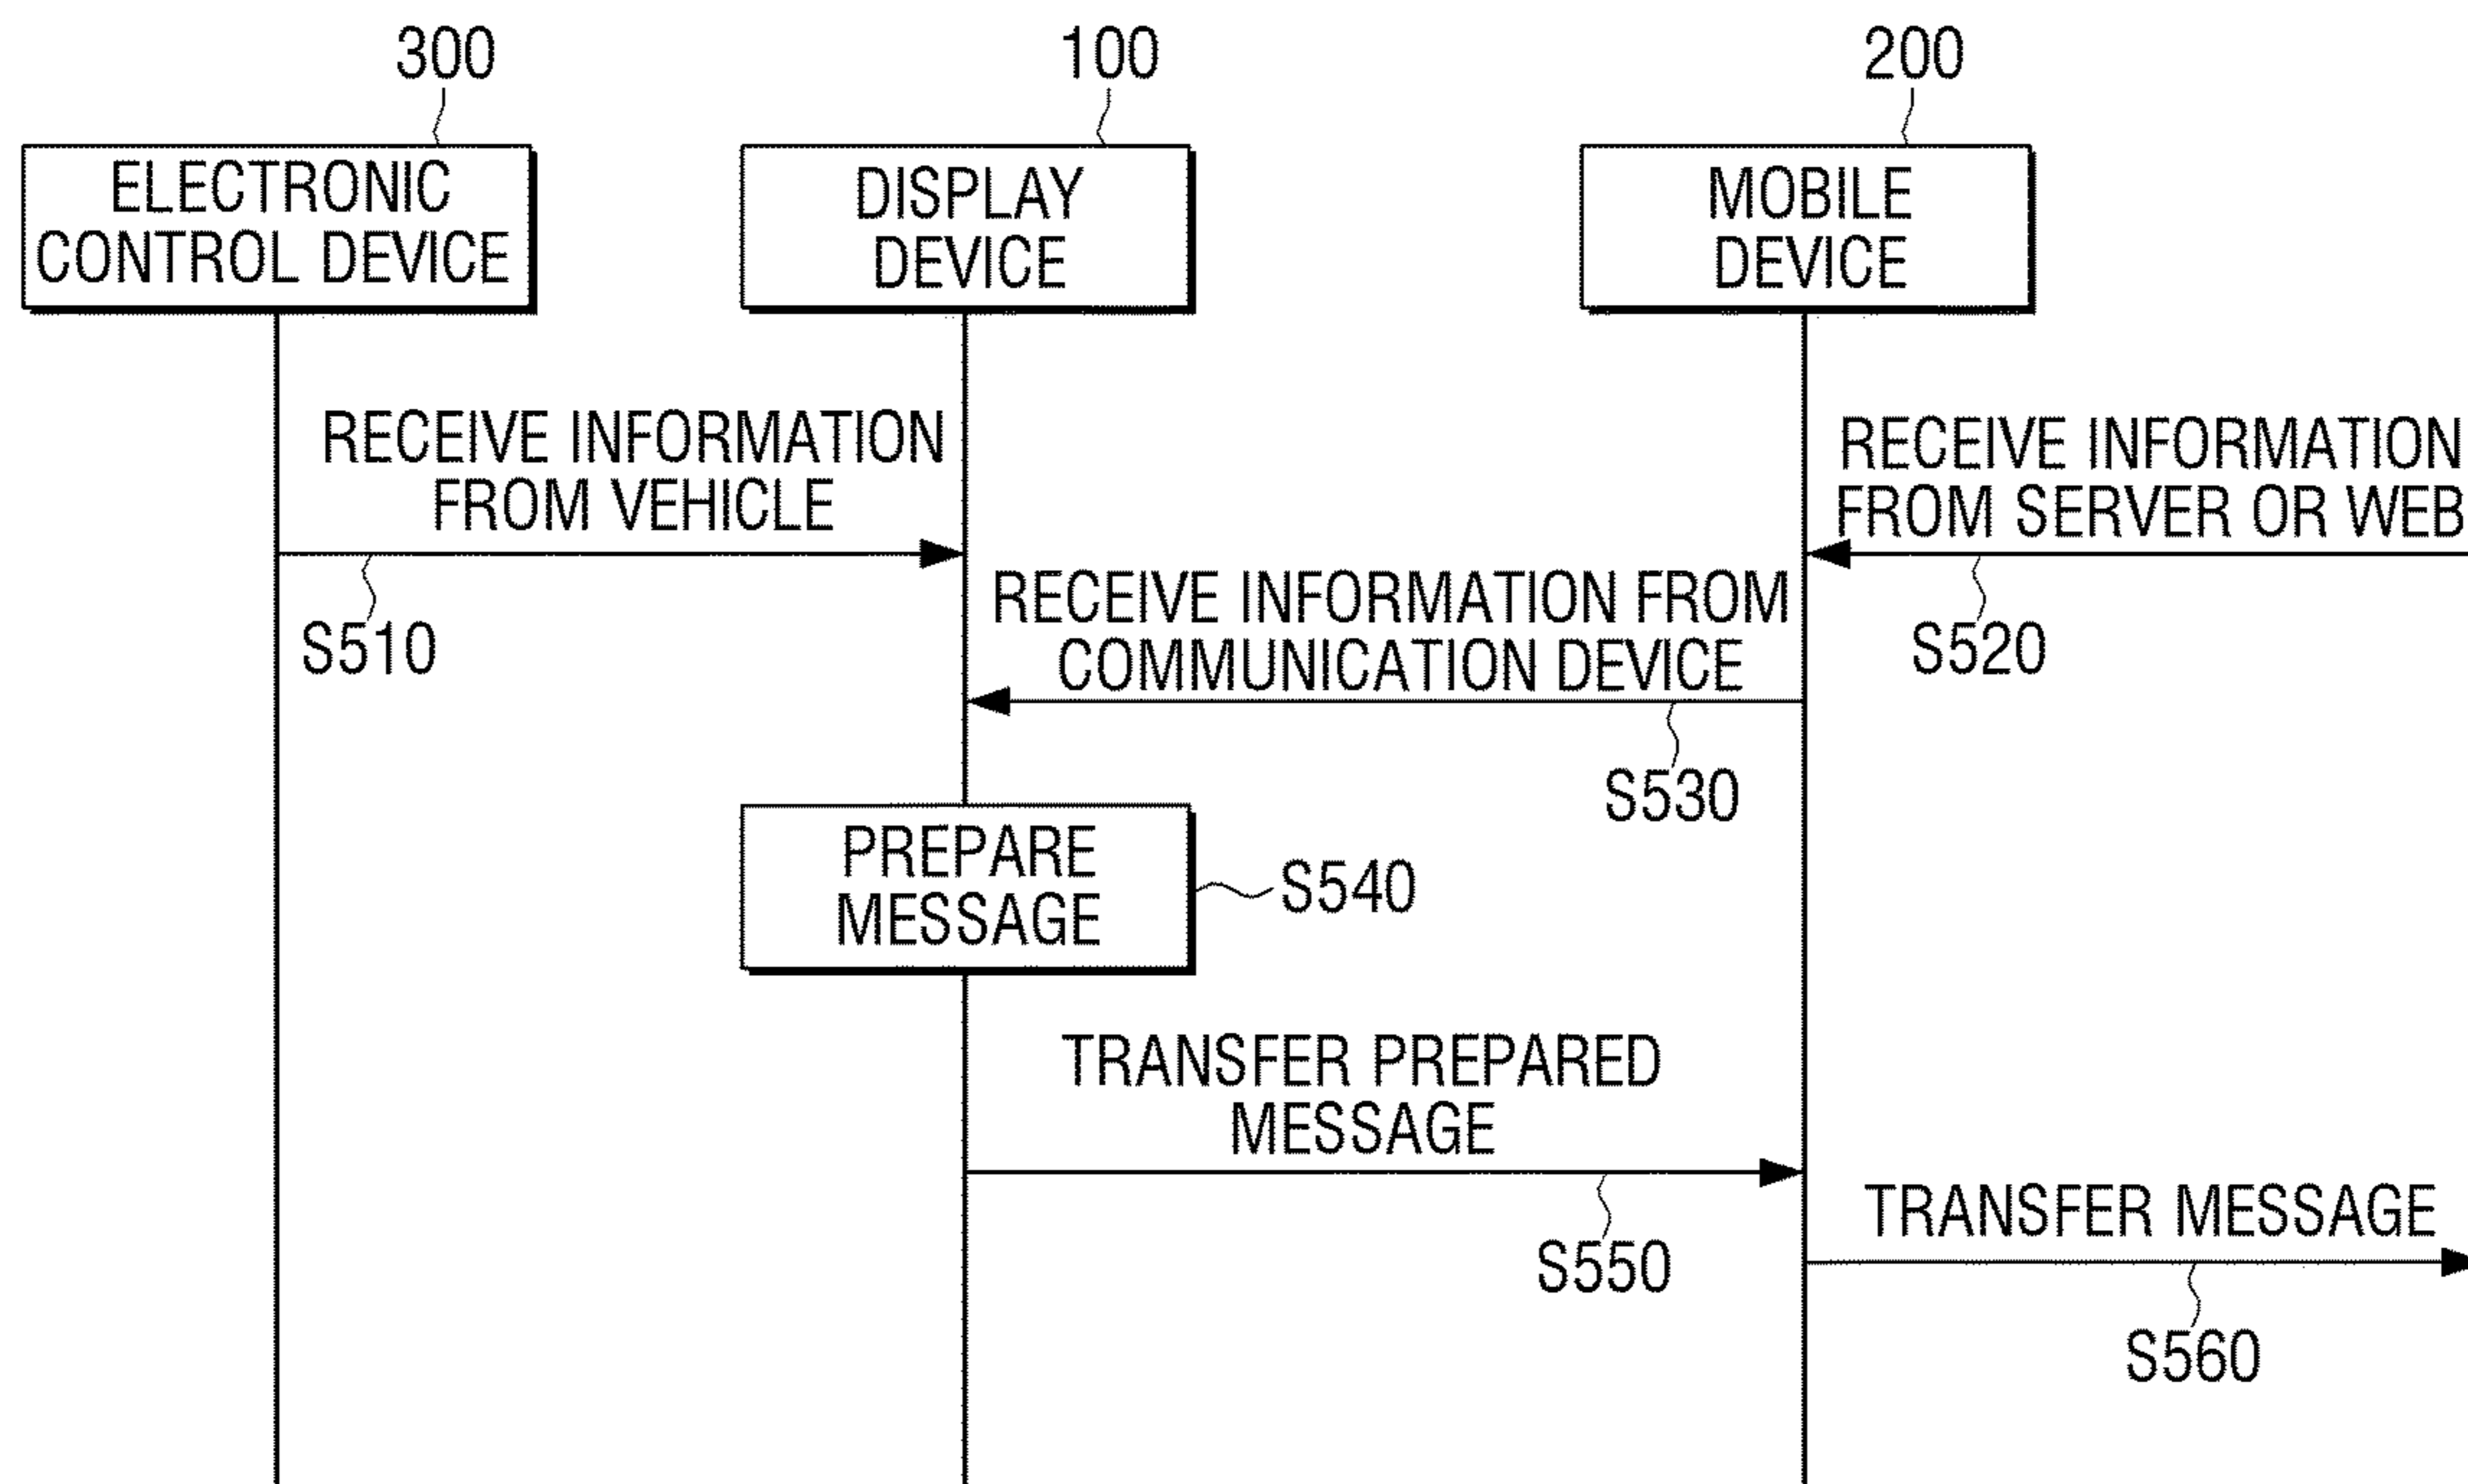 300
100
200
ELECTRONIC
CONTROL DEVICE
DISPLAY
DEVICE
MOBILE
DEVICE
RECEIVE INFORMATION
FROM VEHICLE
S510
RECEIVE INFORMATION
FROM SERVER OR WEB
S520
RECEIVE INFORMATION FROM
COMMUNICATION DEVICE
S530
PREPARE
MESSAGE
S540
TRANSFER PREPARED
MESSAGE
S550
TRANSFER MESSAGE
S560